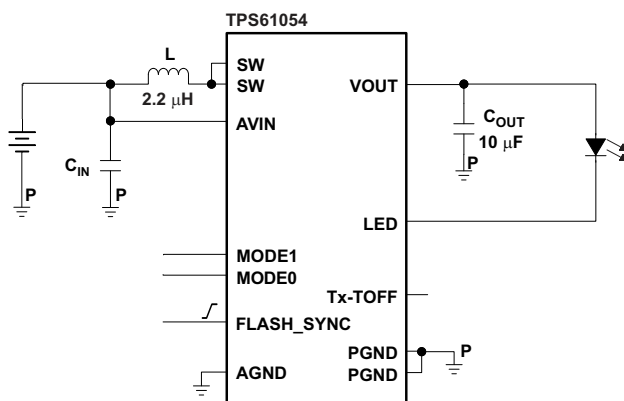 TPS61054
L
2.2 μH
SW
SW
AVIN
C_IN
P
P
VOUT
C_OUT
10 μF
P
LED
MODE1
MODE0
Tx-TOFF
FLASH_SYNC
PGND
P
AGND
PGND